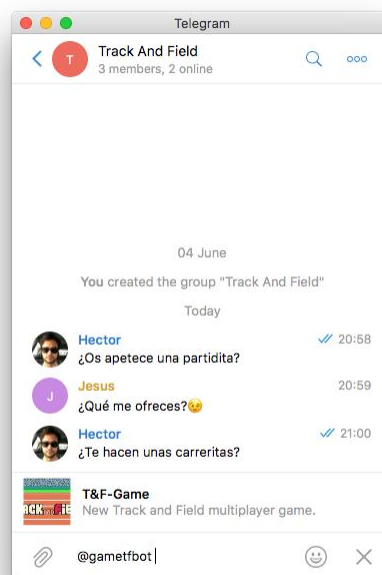 Telegram
T
Track And Field
3 members, 2 online
04 June
You created the group "Track And Field"
Today
Hector
20:58
¿Os apetece una partidita?
J
Jesus
20:59
¿Qué me ofreces?😉
Hector
21:00
¿Te hacen unas carreritas?
T&F-Game
New Track and Field multiplayer game.
@gametfbot